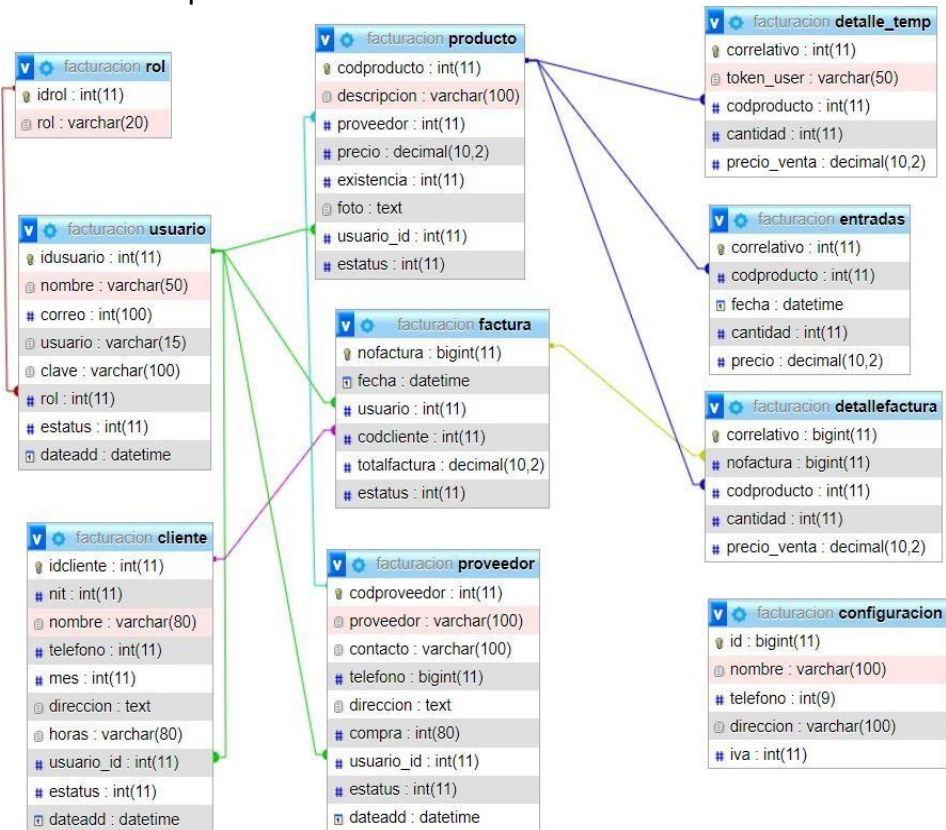 facturacion rol
idrol : int(11)
rol : varchar(20)
facturacion usuario
idusuario : int(11)
nombre : varchar(50)
correo : int(100)
usuario : varchar(15)
clave : varchar(100)
rol : int(11)
estatus : int(11)
dateadd : datetime
facturacion cliente
idcliente : int(11)
nit : int(11)
nombre : varchar(80)
telefono : int(11)
mes : int(11)
direccion : text
horas : varchar(80)
usuario_id : int(11)
estatus : int(11)
dateadd : datetime
facturacion producto
codproducto : int(11)
descripcion : varchar(100)
proveedor : int(11)
precio : decimal(10,2)
existencia : int(11)
foto : text
usuario_id : int(11)
estatus : int(11)
facturacion factura
nofactura : bigint(11)
fecha : datetime
usuario : int(11)
codcliente : int(11)
totalfactura : decimal(10,2)
estatus : int(11)
facturacion proveedor
codproveedor : int(11)
proveedor : varchar(100)
contacto : varchar(100)
telefono : bigint(11)
direccion : text
compra : int(80)
usuario_id : int(11)
estatus : int(11)
dateadd : datetime
facturacion detalle_temp
correlativo : int(11)
token_user : varchar(50)
codproducto : int(11)
cantidad : int(11)
precio_venta : decimal(10,2)
facturacion entradas
correlativo : int(11)
codproducto : int(11)
fecha : datetime
cantidad : int(11)
precio : decimal(10,2)
facturacion detallefactura
correlativo : bigint(11)
nofactura : bigint(11)
codproducto : int(11)
cantidad : int(11)
precio_venta : decimal(10,2)
facturacion configuracion
id : bigint(11)
nombre : varchar(100)
telefono : int(9)
direccion : varchar(100)
iva : int(11)